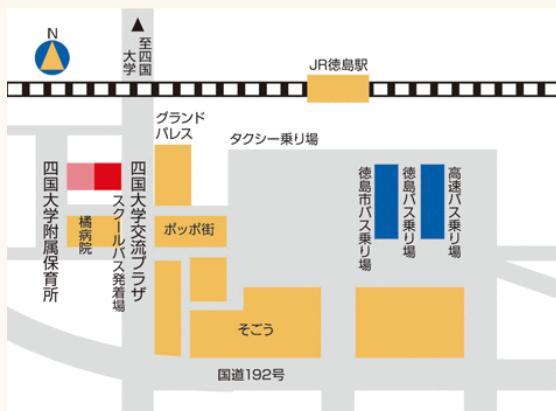 N
至四国
大学
JR徳島駅
グランド
パレス
タクシー乗り場
四国大学附属保育所
橘病院
スクールバス発着場
四国大学交流プラザ
ポッポ街
徳島市バス乗り場
徳島バス乗り場
高速バス乗り場
そごう
国道192号